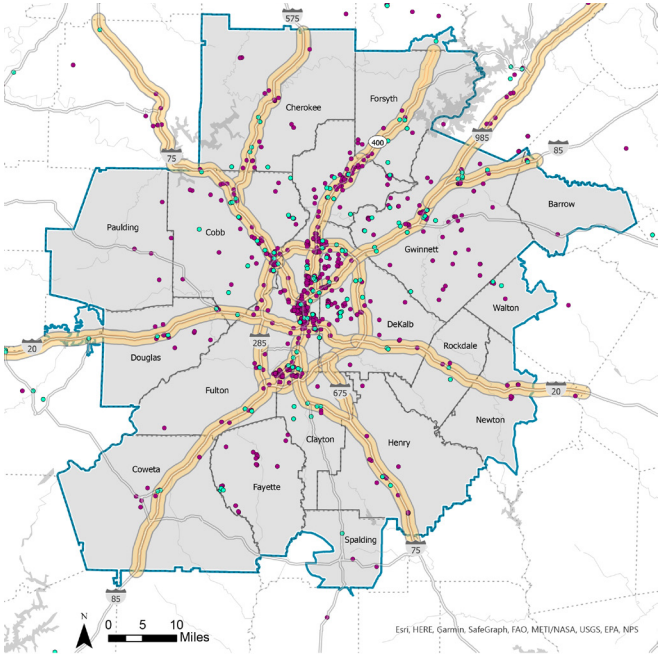 575
Cherokee
Forsyth
400
985
75
85
Barrow
Paulding
Cobb
Gwinnett
Walton
DeKalb
20
285
Rockdale
Douglas
Fulton
675
20
Newton
Clayton
Henry
Coweta
Fayette
Spalding
75
85
N
0 5 10
Miles
Esri, HERE, Garmin, SafeGraph, FAO, METI/NASA, USGS, EPA, NPS